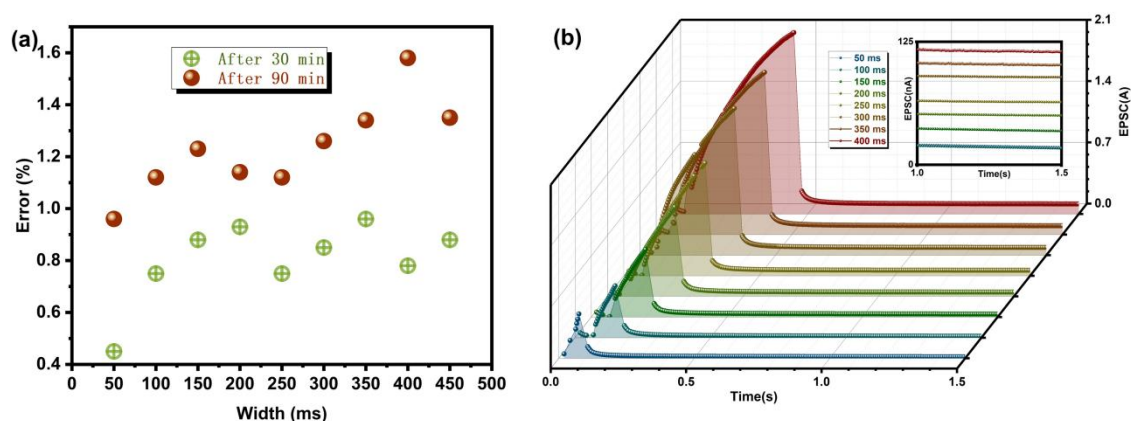 (a)
After 30 min
After 90 min
Error (%)
1.6
1.4
1.2
1.0
0.8
0.6
0.4
0 50 100 150 200 250 300 350 400 450 500
Width (ms)
(b)
50 ms
100 ms
150 ms
200 ms
250 ms
300 ms
350 ms
400 ms
125
EPSC(nA)
0
1.0 1.5
Time(s)
2.1
1.4
0.7
0.0
EPSC(A)
0.0 0.5 1.0 1.5
Time(s)